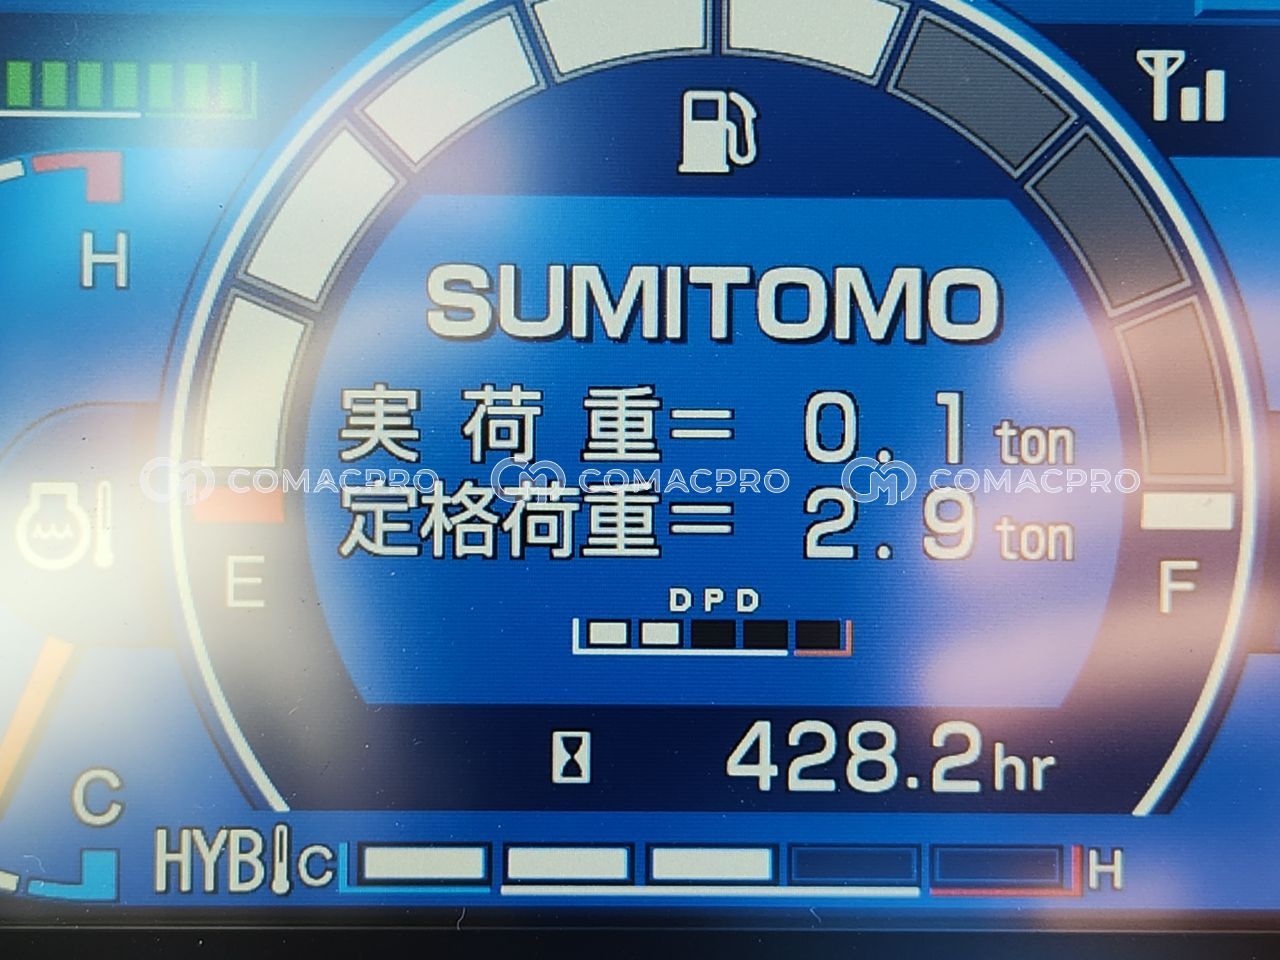 H
SUMITOMO
実荷重= 0.1 ton
COMACPRO COMACPRO COMACPRO
定格荷重= 2.9 ton
E
F
DPD
428.2hr
C
HYB C H